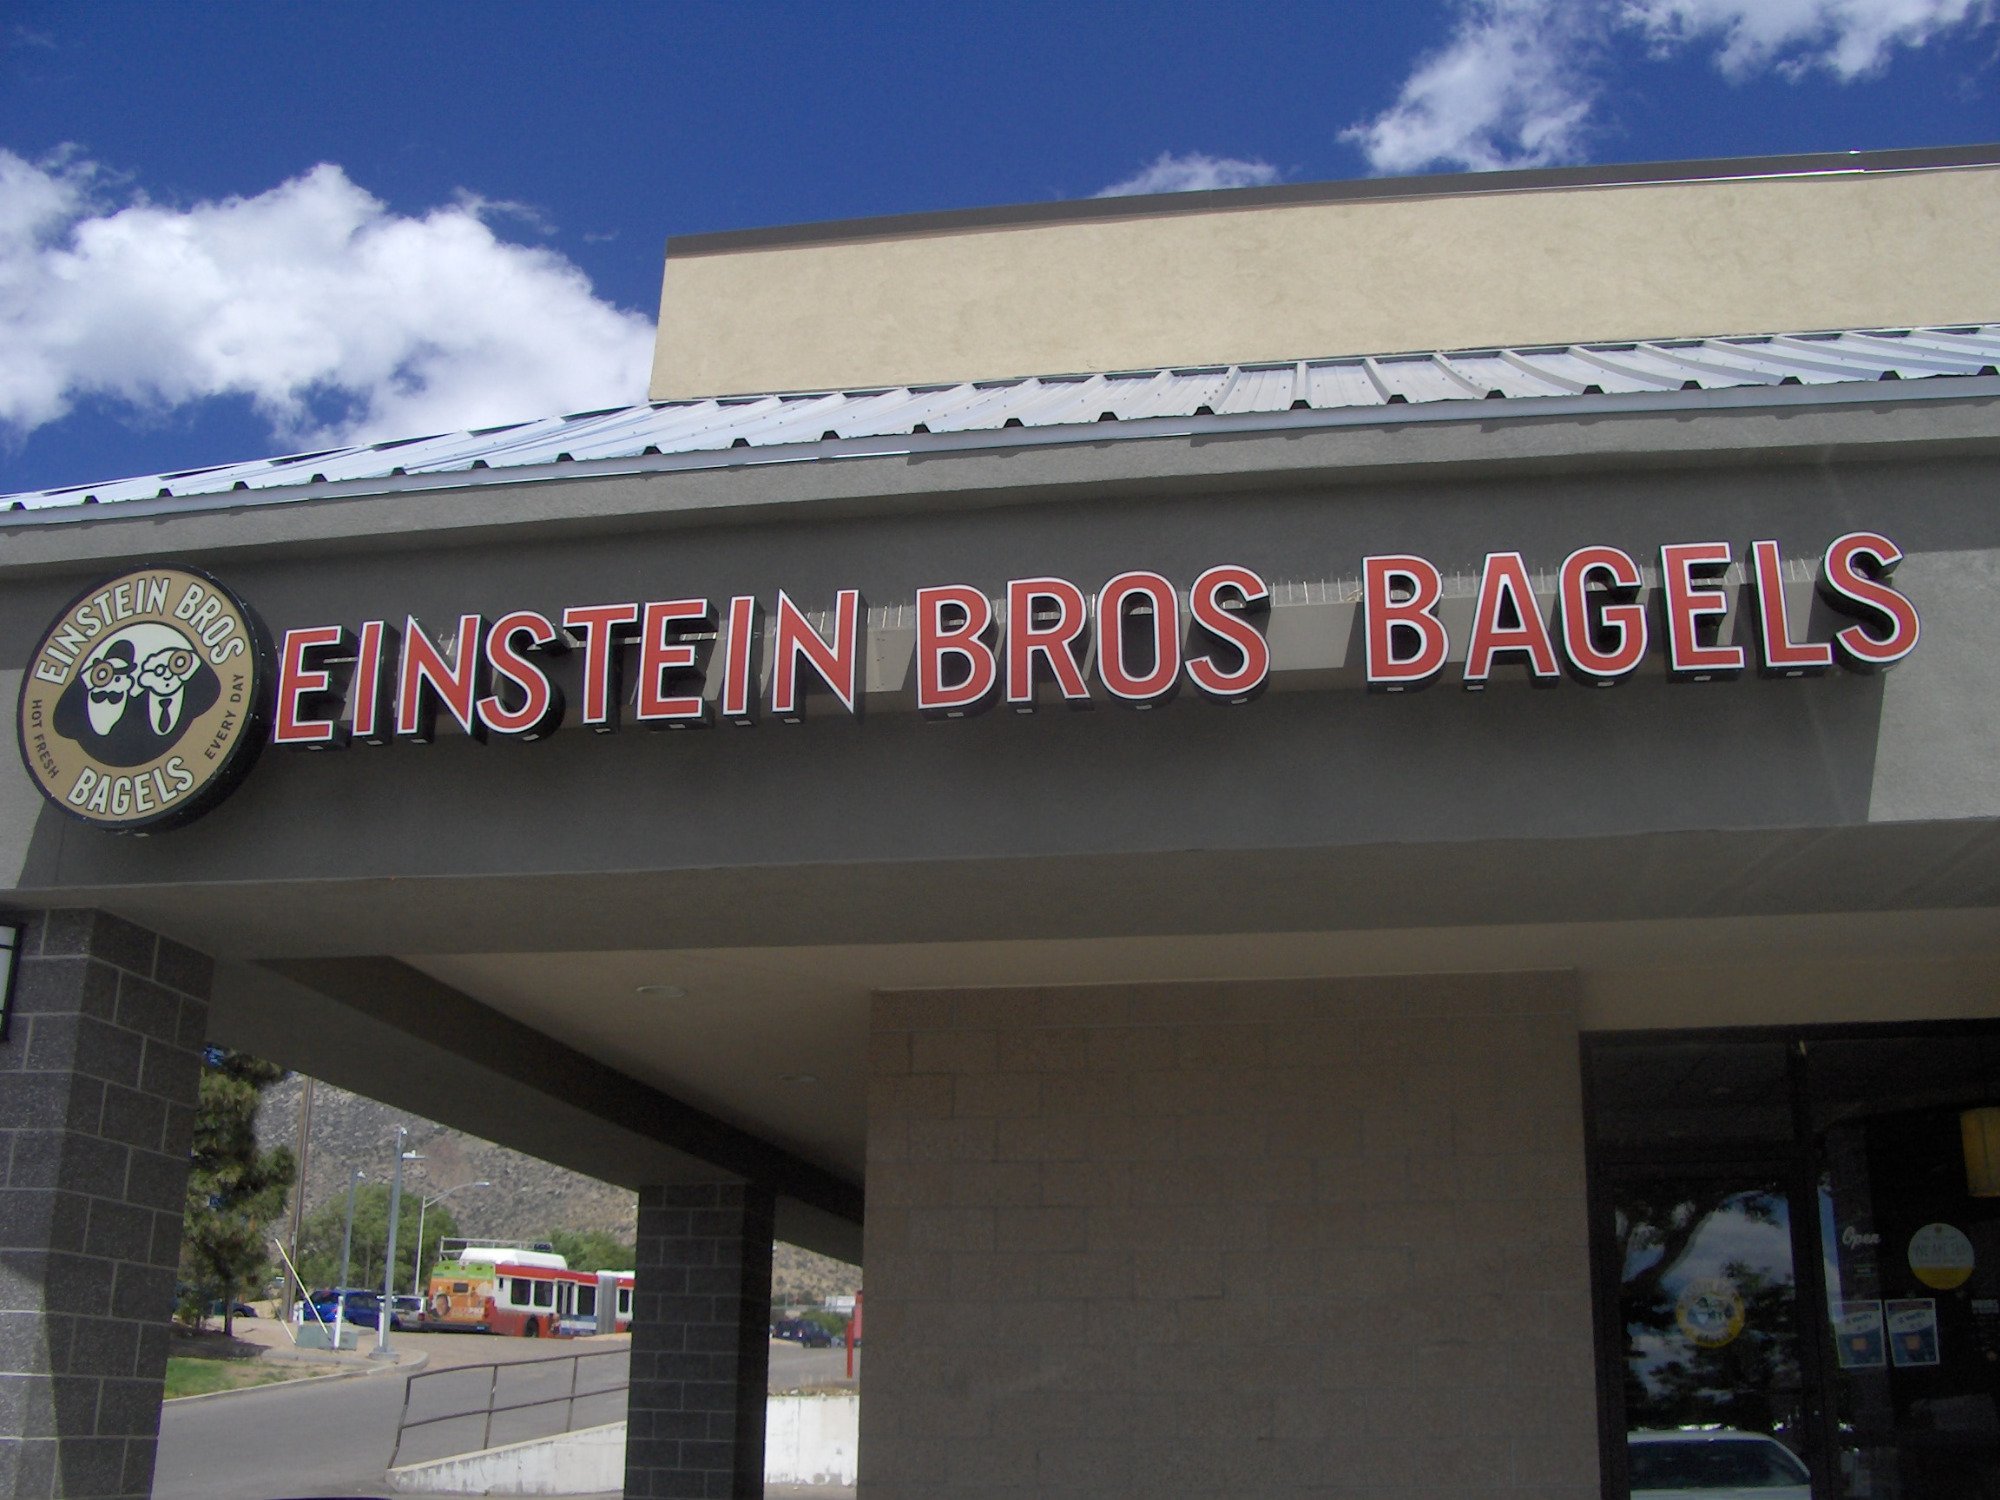 EINSTEIN BROS
HOT FRESH
EVERY DAY
BAGELS
EINSTEIN BROS BAGELS
Open